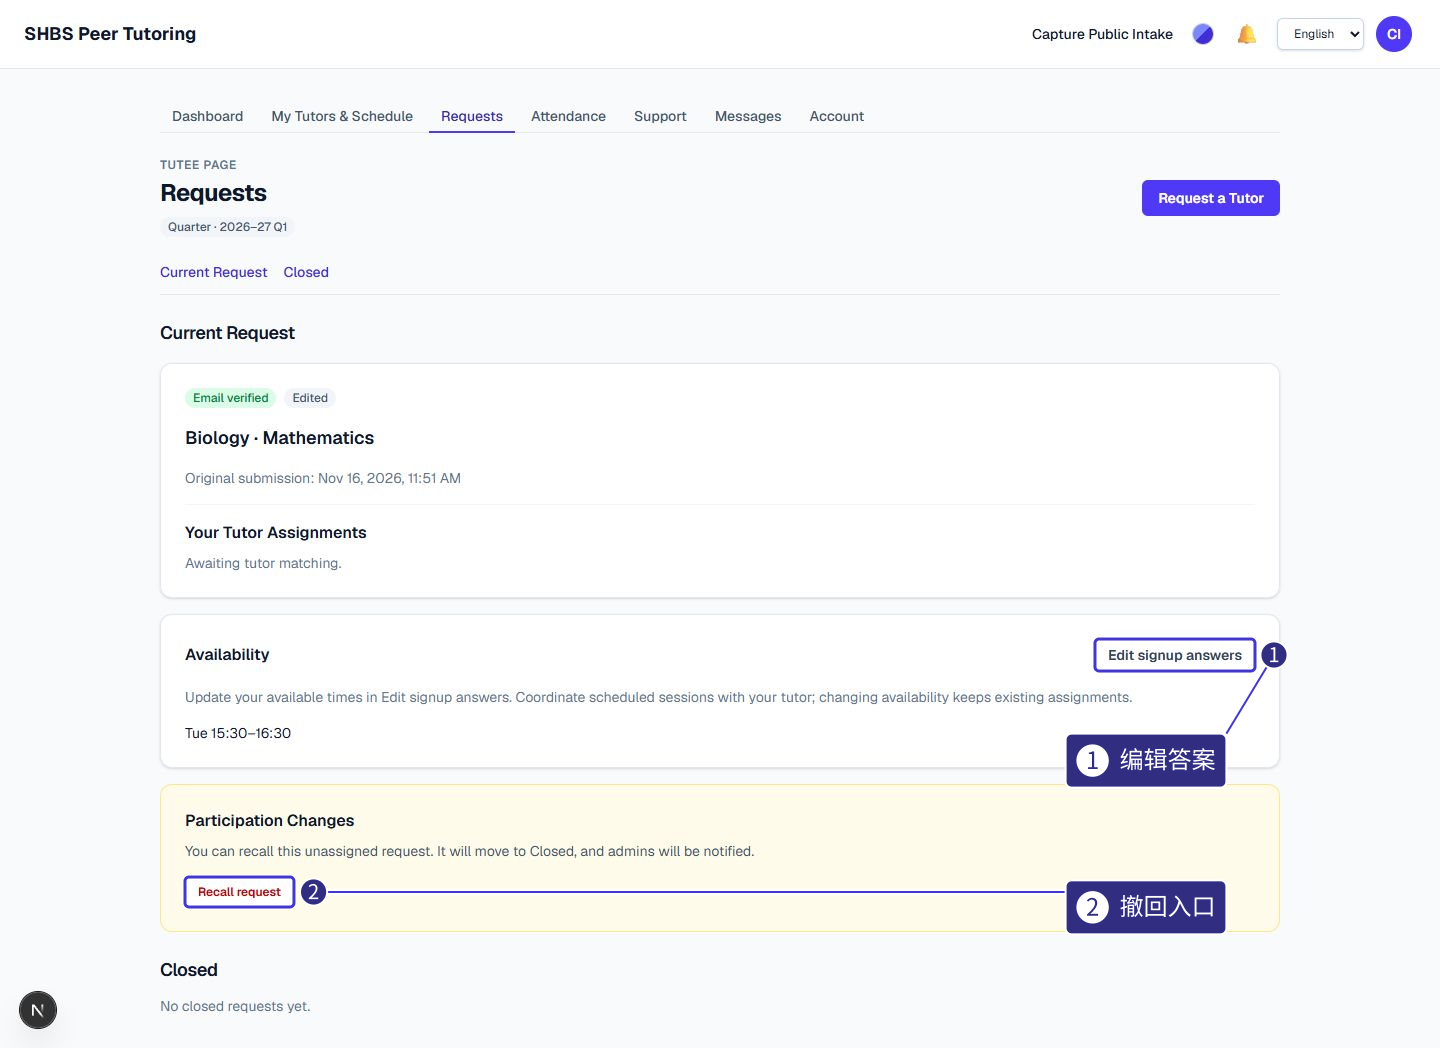 SHBS Peer Tutoring
Capture Public Intake
English
CI
Dashboard
My Tutors & Schedule
Requests
Attendance
Support
Messages
Account
TUTEE PAGE
Requests
Request a Tutor
Quarter · 2026–27 Q1
Current Request
Closed
Current Request
Email verified
Edited
Biology · Mathematics
Original submission: Nov 16, 2026, 11:51 AM
Your Tutor Assignments
Awaiting tutor matching.
Availability
Edit signup answers
1
Update your available times in Edit signup answers. Coordinate scheduled sessions with your tutor; changing availability keeps existing assignments.
Tue 15:30–16:30
1 编辑答案
Participation Changes
You can recall this unassigned request. It will move to Closed, and admins will be notified.
Recall request
2
2 撤回入口
Closed
No closed requests yet.
N